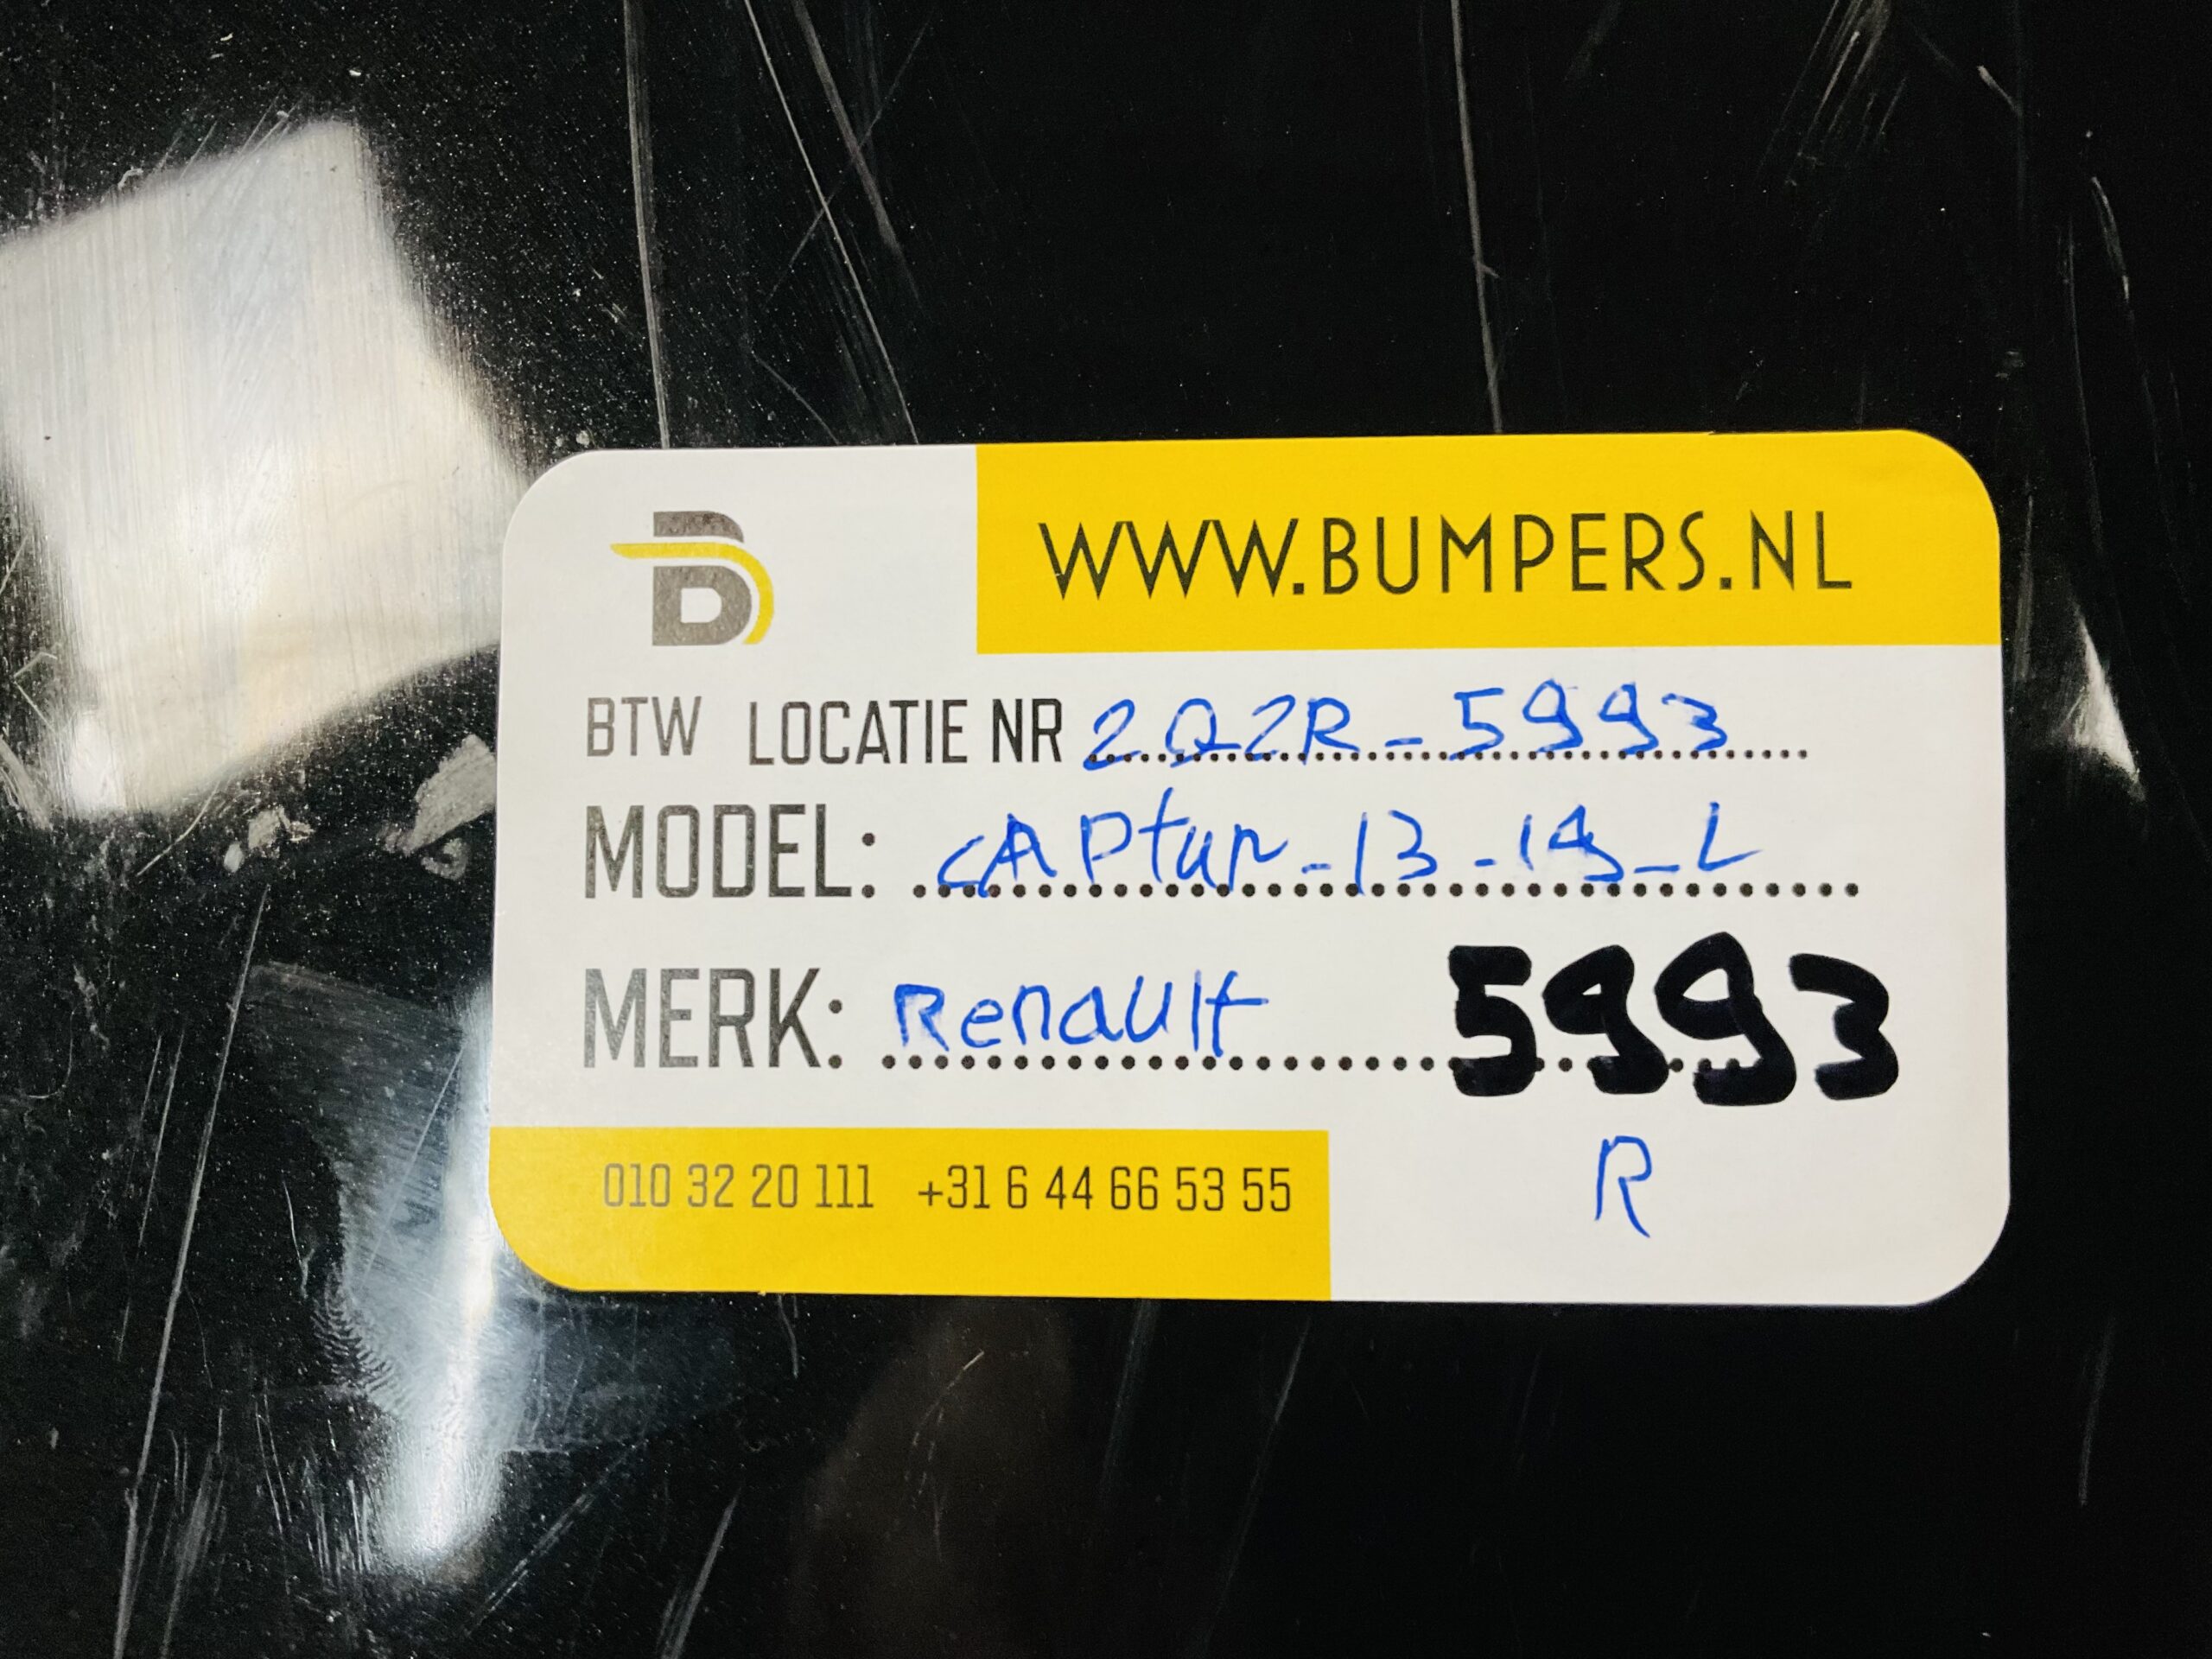 B
WWW.BUMPERS.NL
BTW LOCATIE NR 2Q2R-5993
MODEL: CAPtur-13-19-L
MERK: Renault 5993
010 32 20 111 +31 6 44 66 53 55
R